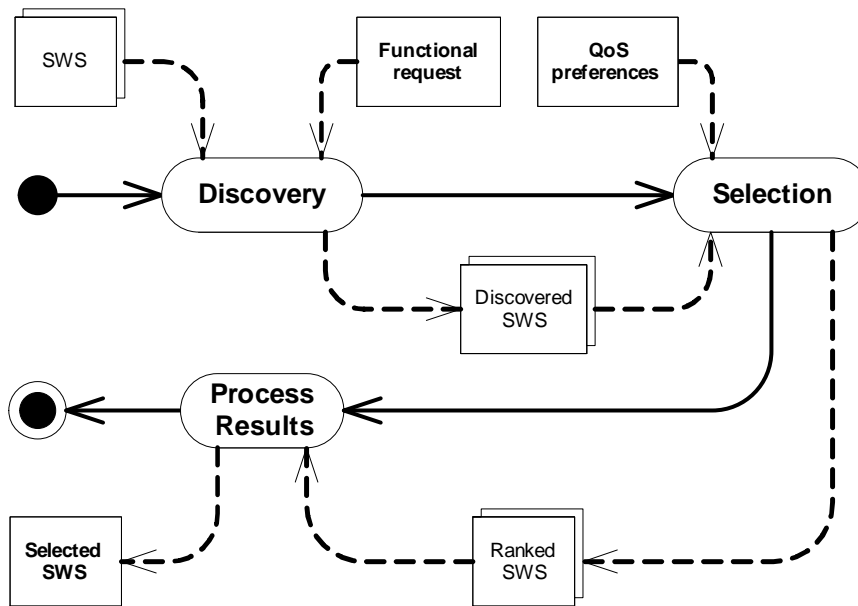 SWS
Functional
request
QoS
preferences
Discovery
Selection
Discovered
SWS
Process
Results
Selected
SWS
Ranked
SWS